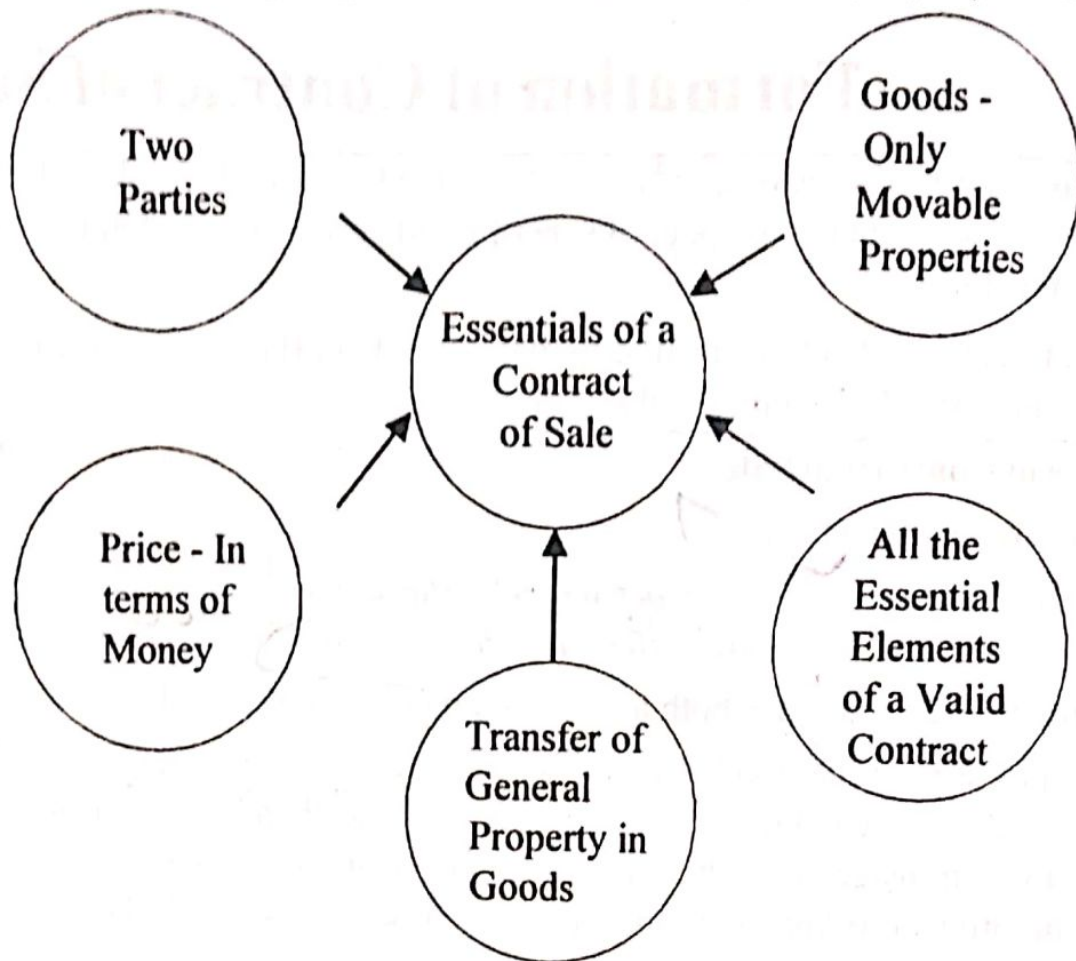 Two
Parties
Goods -
Only
Movable
Properties
Essentials of a
Contract
of Sale
Price - In
terms of
Money
All the
Essential
Elements
of a Valid
Contract
Transfer of
General
Property in
Goods